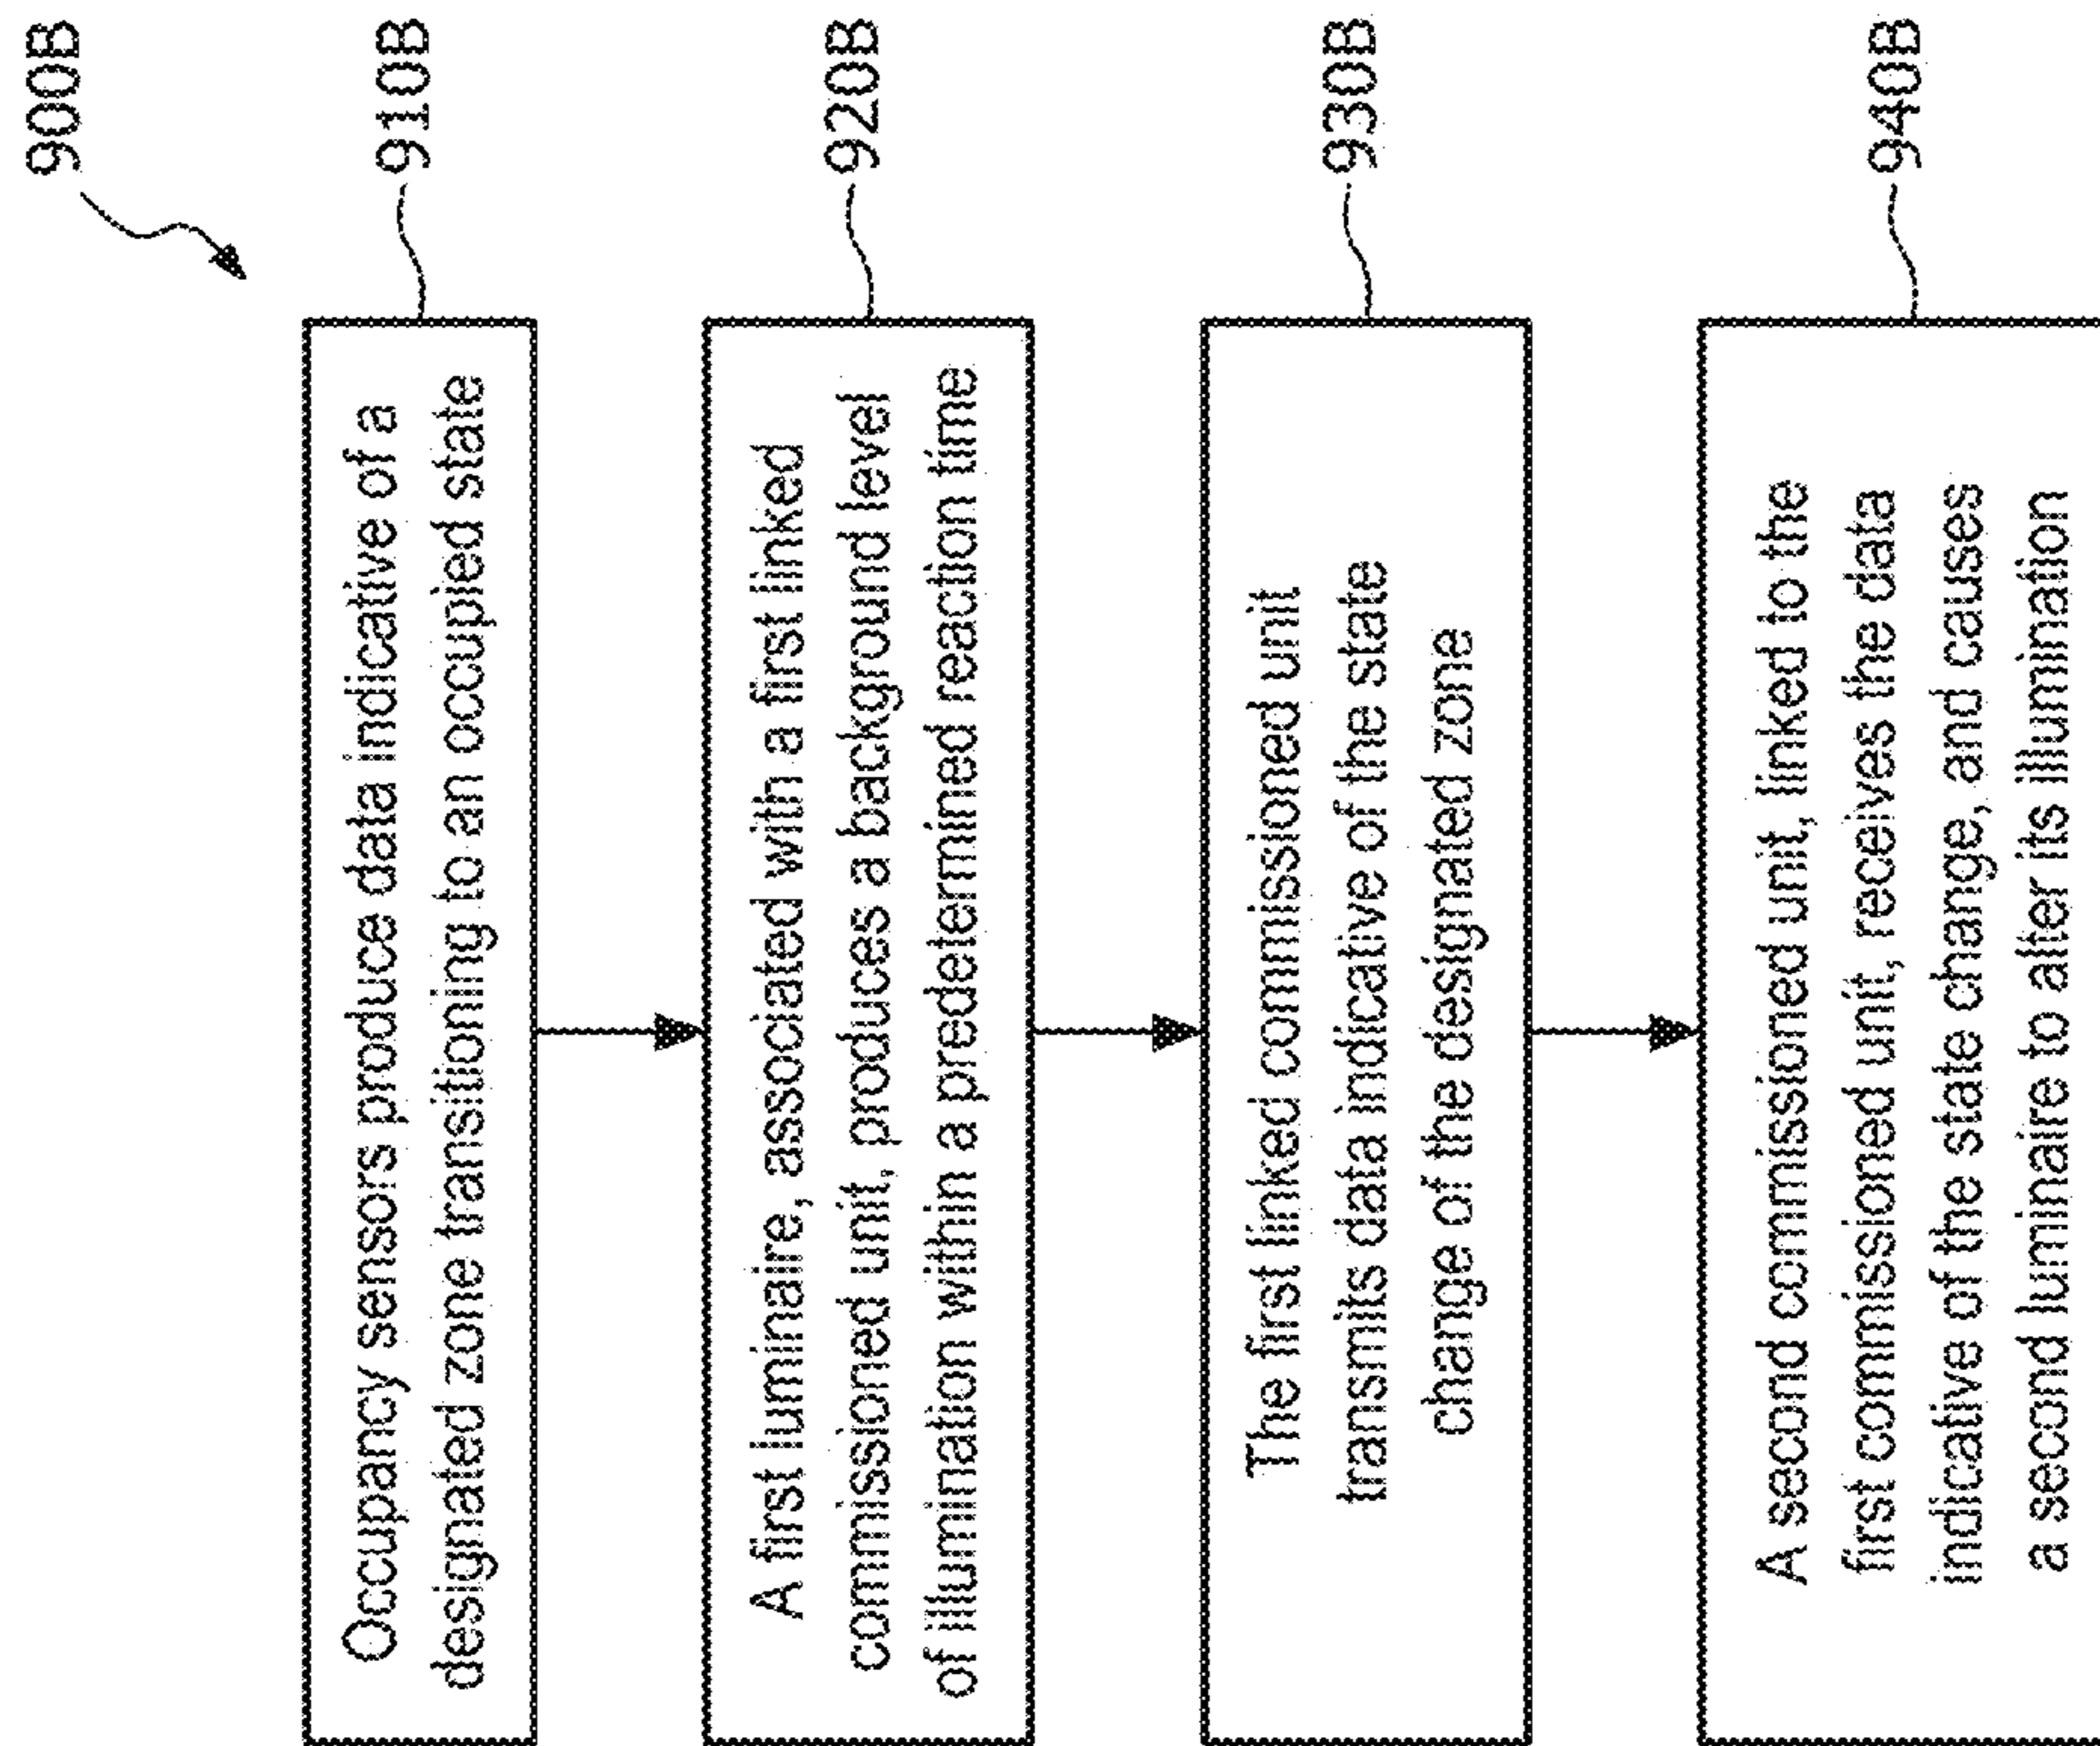 900B
Occupancy sensors produce data indicative of a
designated zone transitioning to an occupied state
910B
A first luminaire, associated with a first linked
commissioned unit, produces a background level
of illumination within a predetermined reaction time
920B
The first linked commissioned unit
transmits data indicative of the state
change of the designated zone
930B
A second commissioned unit, linked to the
first commissioned unit, receives the data
indicative of the state change, and causes
a second luminaire to alter its illumination
940B